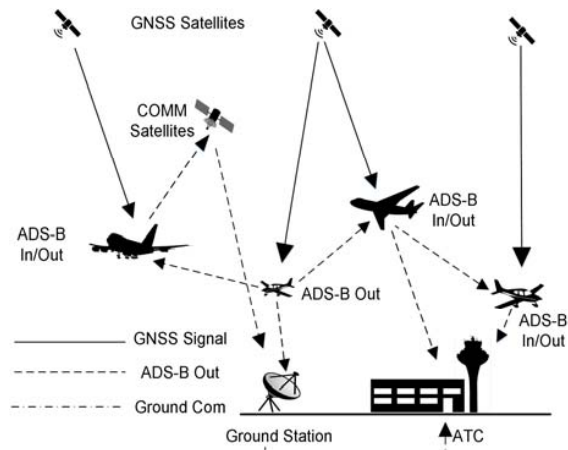 GNSS Satellites
COMM
Satellites
ADS-B
In/Out
ADS-B
In/Out
ADS-B Out
ADS-B
In/Out
GNSS Signal
ADS-B Out
Ground Com
Ground Station
ATC